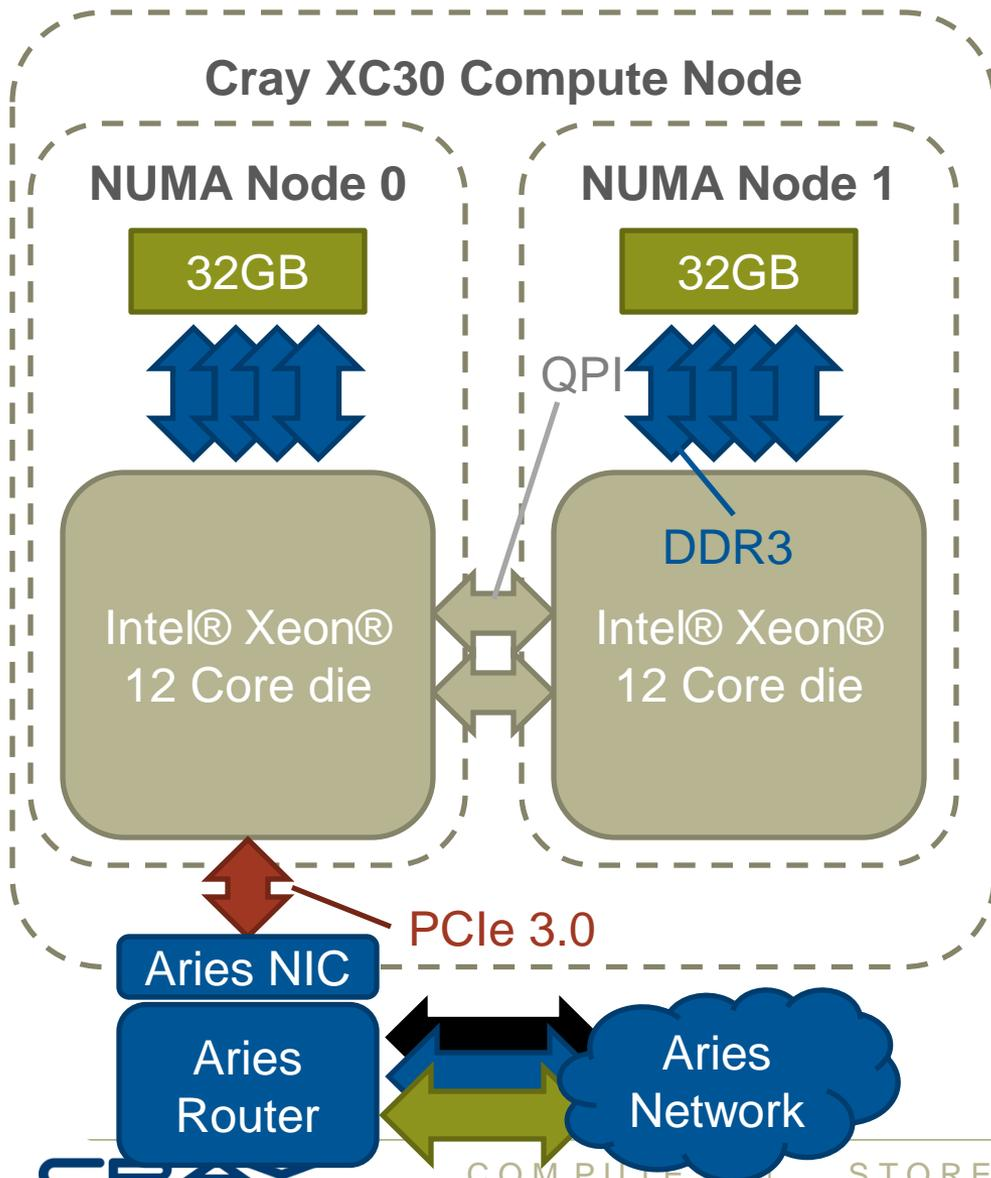 Cray XC30 Compute Node
NUMA Node 0
NUMA Node 1
32GB
32GB
QPI
DDR3
Intel® Xeon®
12 Core die
Intel® Xeon®
12 Core die
PCIe 3.0
Aries NIC
Aries
Router
Aries
Network